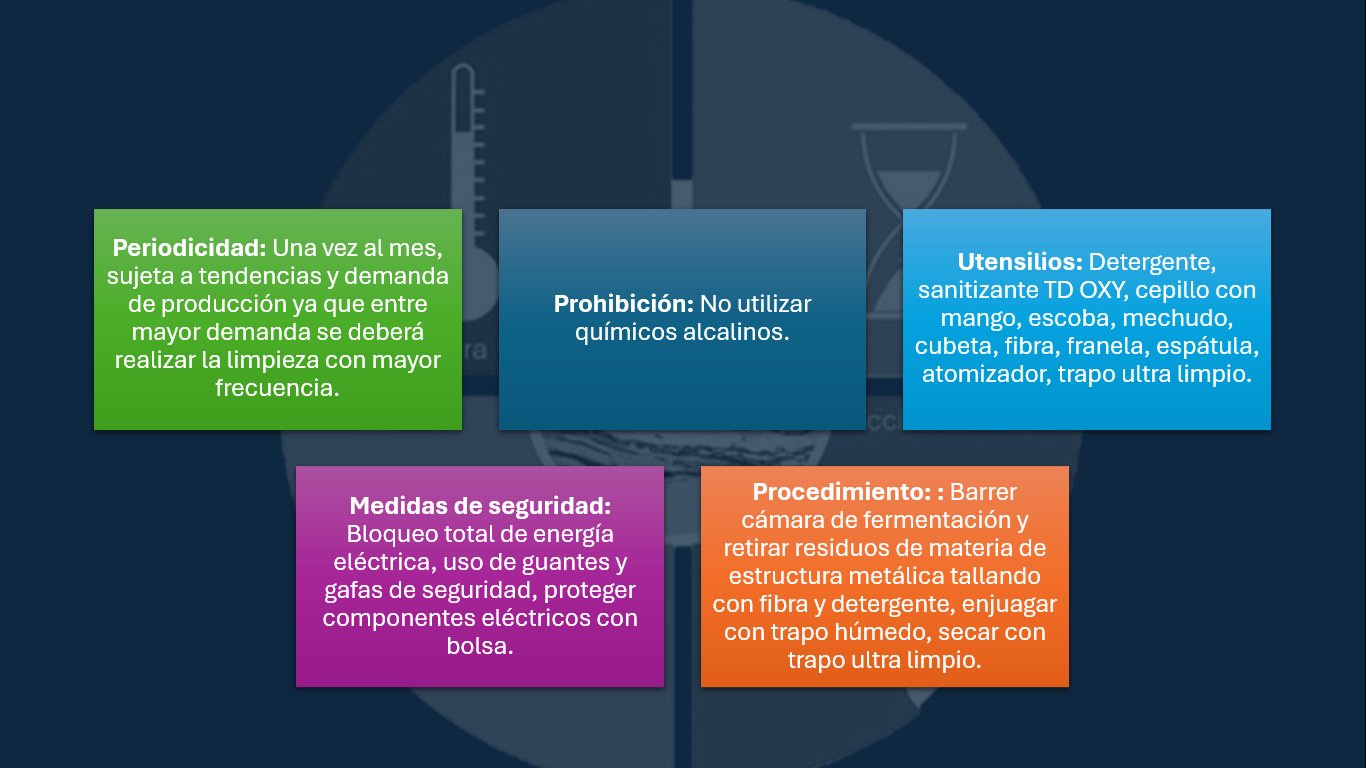 Periodicidad: Una vez al mes,
sujeta a tendencias y demanda
de producción ya que entre
mayor demanda se deberá
realizar la limpieza con mayor
frecuencia.
Prohibición: No utilizar
químicos alcalinos.
Utensilios: Detergente,
sanitizante TD OXY, cepillo con
mango, escoba, mechudo,
cubeta, fibra, franela, espátula,
atomizador, trapo ultra limpio.
Medidas de seguridad:
Bloqueo total de energía
eléctrica, uso de guantes y
gafas de seguridad, proteger
componentes eléctricos con
bolsa.
Procedimiento: : Barrer
cámara de fermentación y
retirar residuos de materia de
estructura metálica tallando
con fibra y detergente, enjuagar
con trapo húmedo, secar con
trapo ultra limpio.